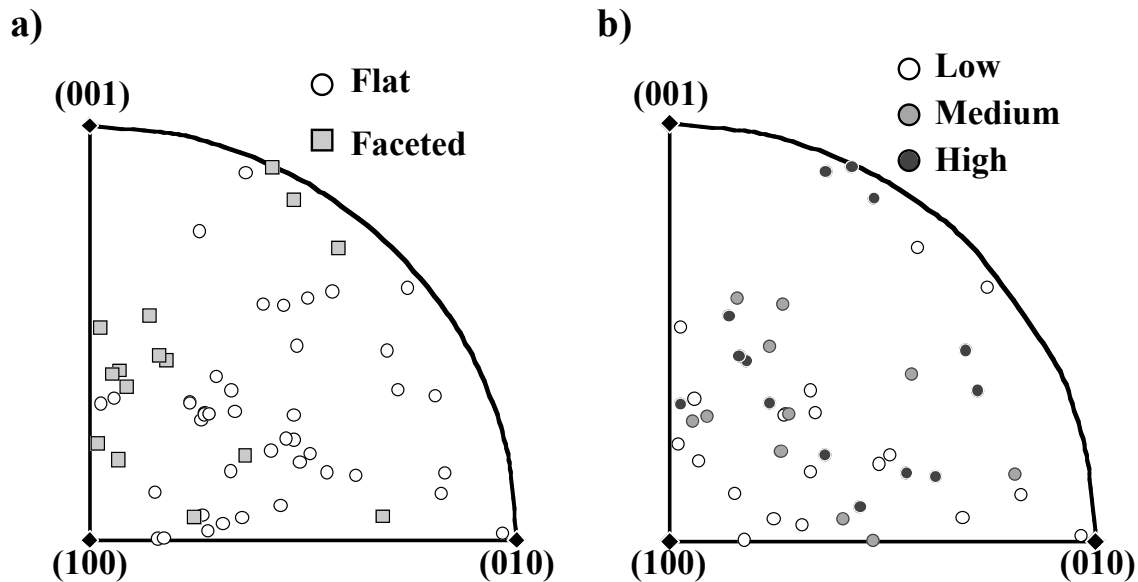 a)
Flat
Faceted
(001)
(100)
(010)
b)
Low
Medium
High
(001)
(100)
(010)